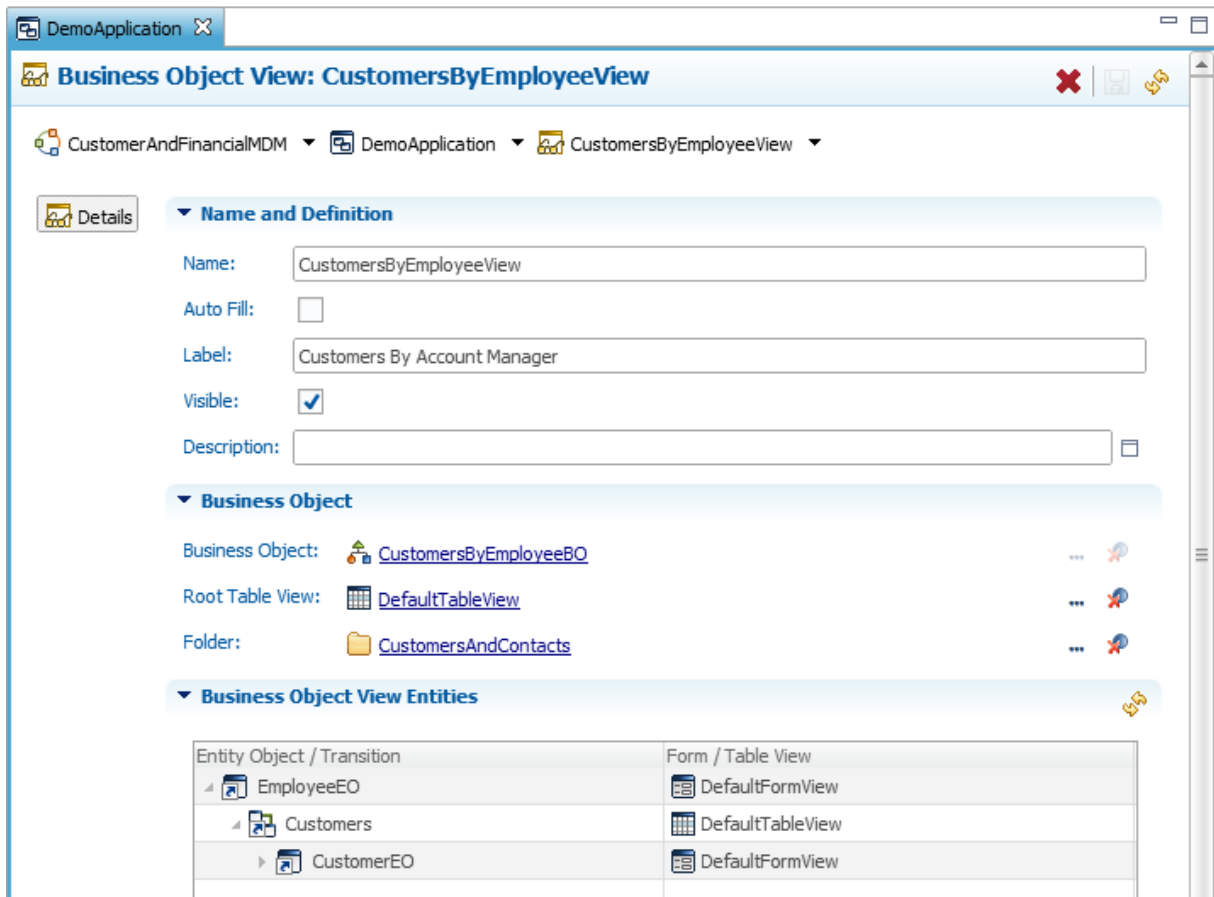 DemoApplication
Business Object View: CustomersByEmployeeView
CustomerAndFinancialMDM DemoApplication CustomersByEmployeeView
Details
Name and Definition
Name: CustomersByEmployeeView
Auto Fill:
Label: Customers By Account Manager
Visible:
Description:
Business Object
Business Object: CustomersByEmployeeBO ...
Root Table View: DefaultTableView ...
Folder: CustomersAndContacts ...
Business Object View Entities
Entity Object / Transition Form / Table View
EmployeeEO DefaultFormView
Customers DefaultTableView
CustomerEO DefaultFormView